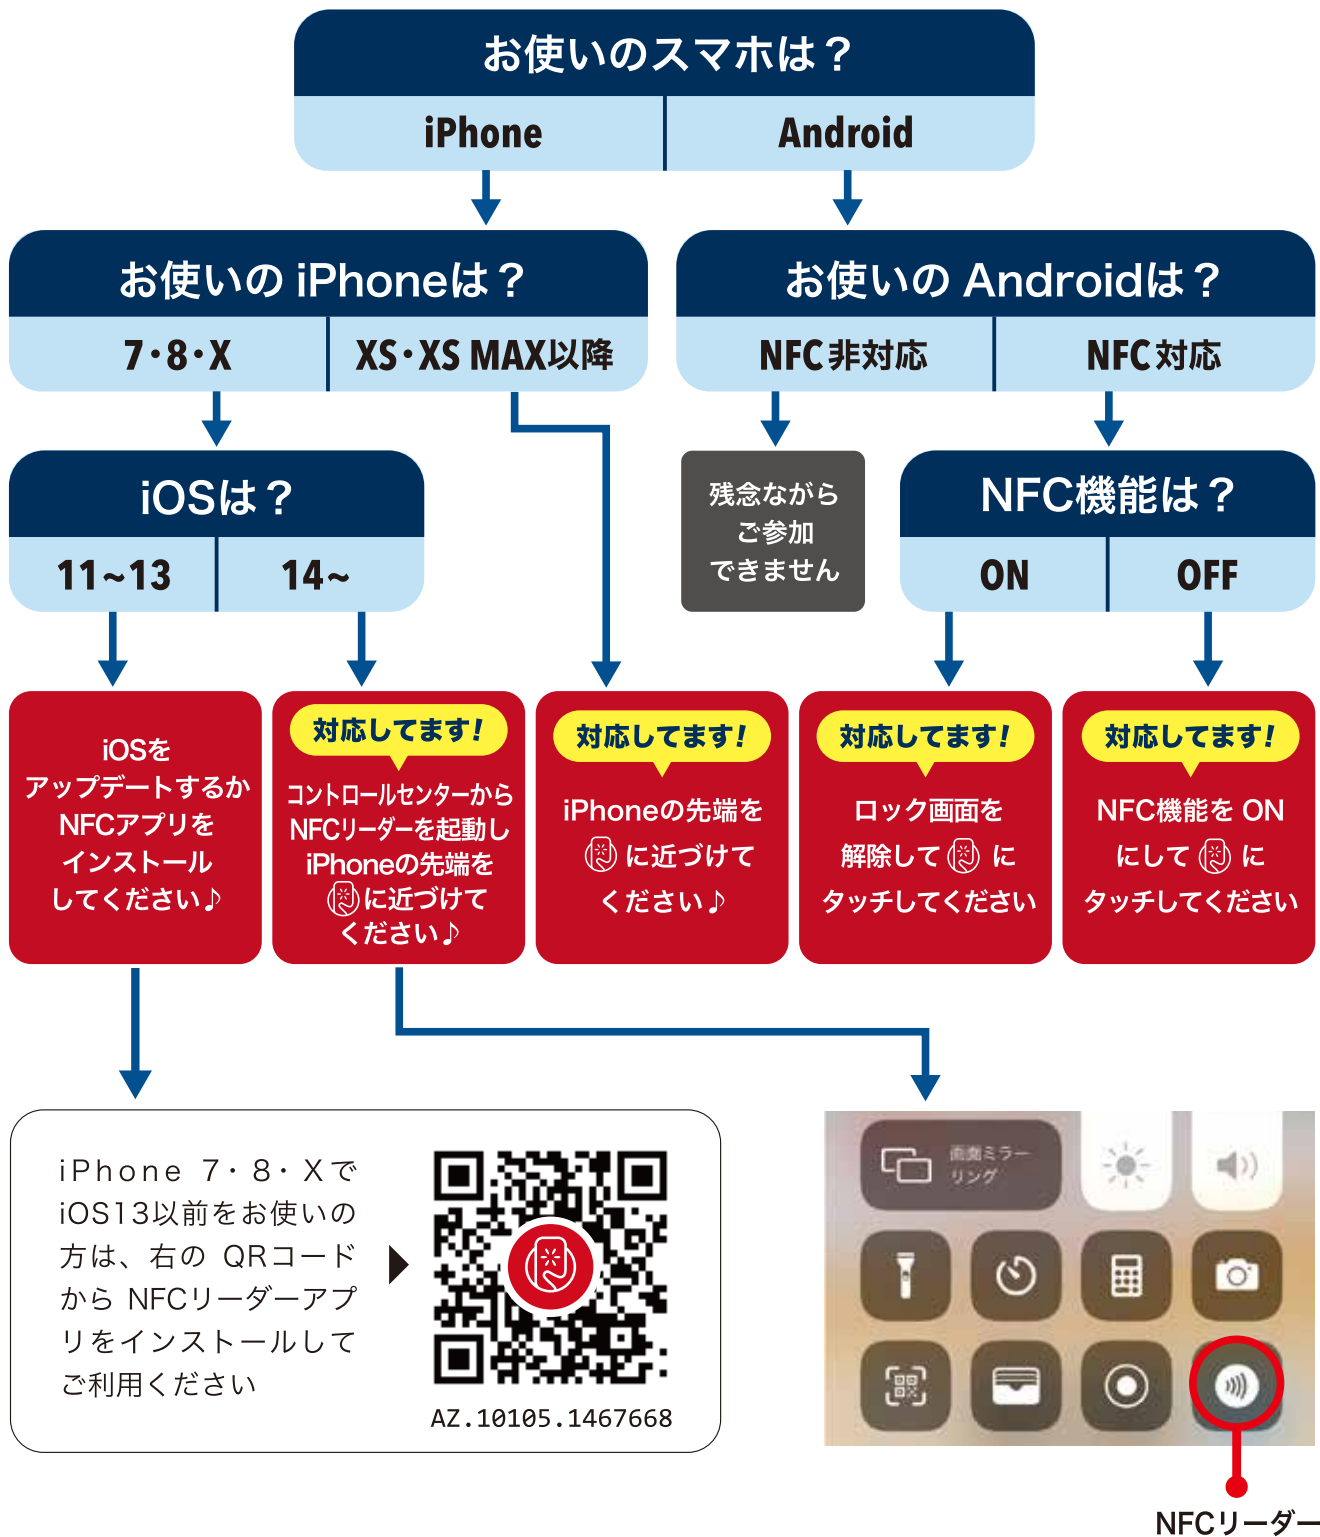 お使いのスマホは？
iPhone
Android
お使いの iPhoneは？
7・8・X
XS・XS MAX以降
お使いの Androidは？
NFC 非対応
NFC 対応
iOSは？
11~13
14~
残念ながら
ご参加
できません
NFC機能は？
ON
OFF
iOSを
アップデートするか
NFCアプリを
インストール
してください♪
対応してます！
コントロールセンターから
NFCリーダーを起動し
iPhoneの先端を
に近づけて
ください♪
対応してます！
iPhoneの先端を
に近づけて
ください♪
対応してます！
ロック画面を
解除して に
タッチしてください
対応してます！
NFC機能を ON
にして に
タッチしてください
iPhone 7・8・Xで
iOS13以前をお使いの
方は、右の QRコード
から NFCリーダーアプ
リをインストールして
ご利用ください
AZ.10105.1467668
画面ミラー
リング
NFCリーダー